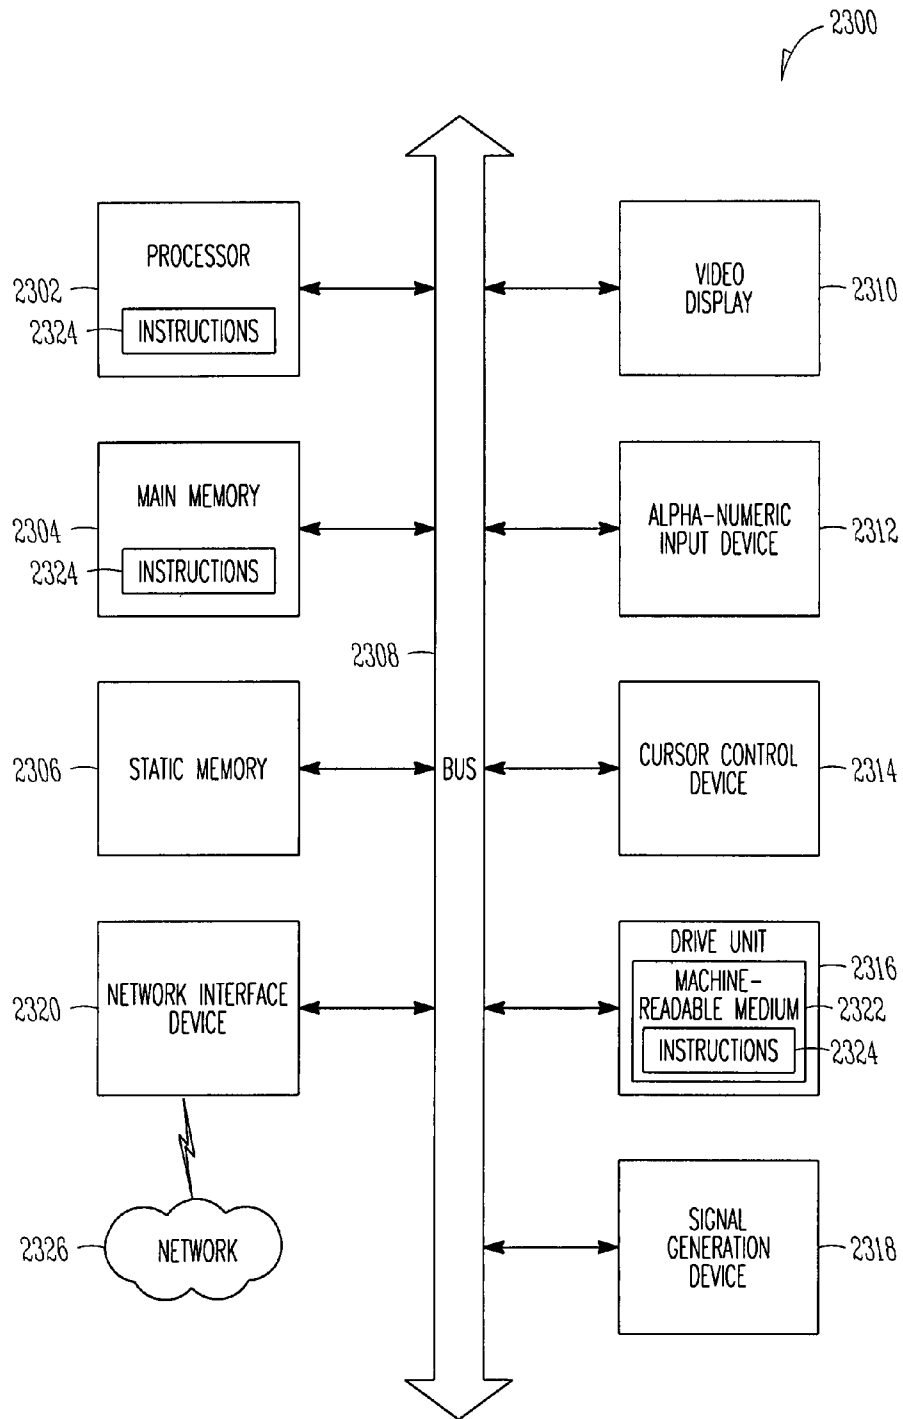 2300
PROCESSOR
2302
2324
INSTRUCTIONS
VIDEO
DISPLAY
2310
MAIN MEMORY
2304
2324
INSTRUCTIONS
ALPHA-NUMERIC
INPUT DEVICE
2312
2308
STATIC MEMORY
2306
BUS
CURSOR CONTROL
DEVICE
2314
NETWORK INTERFACE
DEVICE
2320
DRIVE UNIT
2316
MACHINE-
READABLE MEDIUM
2322
INSTRUCTIONS
2324
2326
NETWORK
SIGNAL
GENERATION
DEVICE
2318